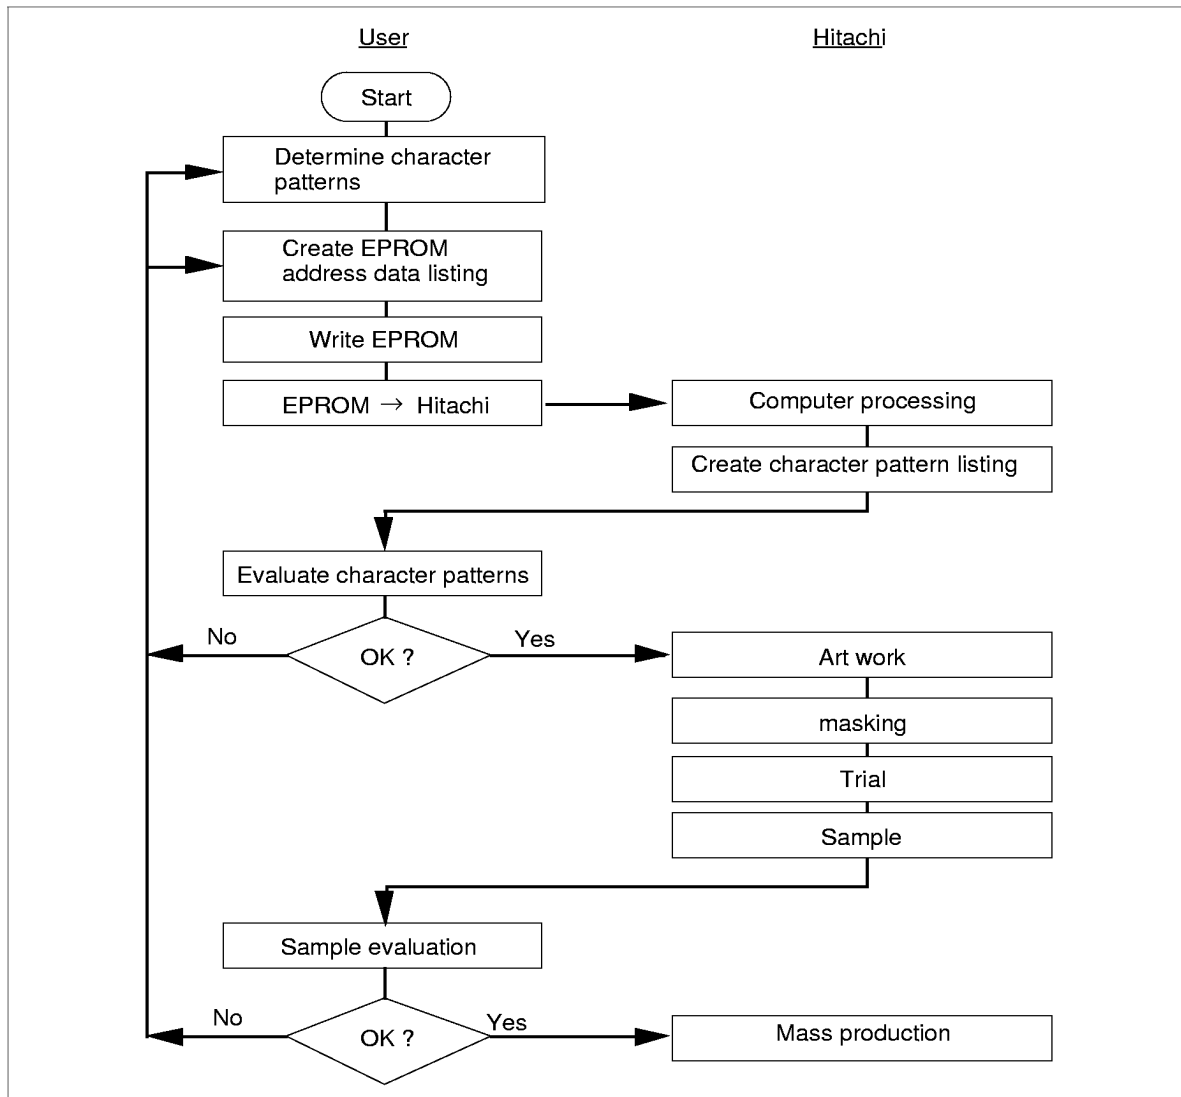 User
Hitachi
Start
Determine character
patterns
Create EPROM
address data listing
Write EPROM
EPROM → Hitachi
Computer processing
Create character pattern listing
Evaluate character patterns
No
OK ?
Yes
Art work
masking
Trial
Sample
Sample evaluation
No
OK ?
Yes
Mass production